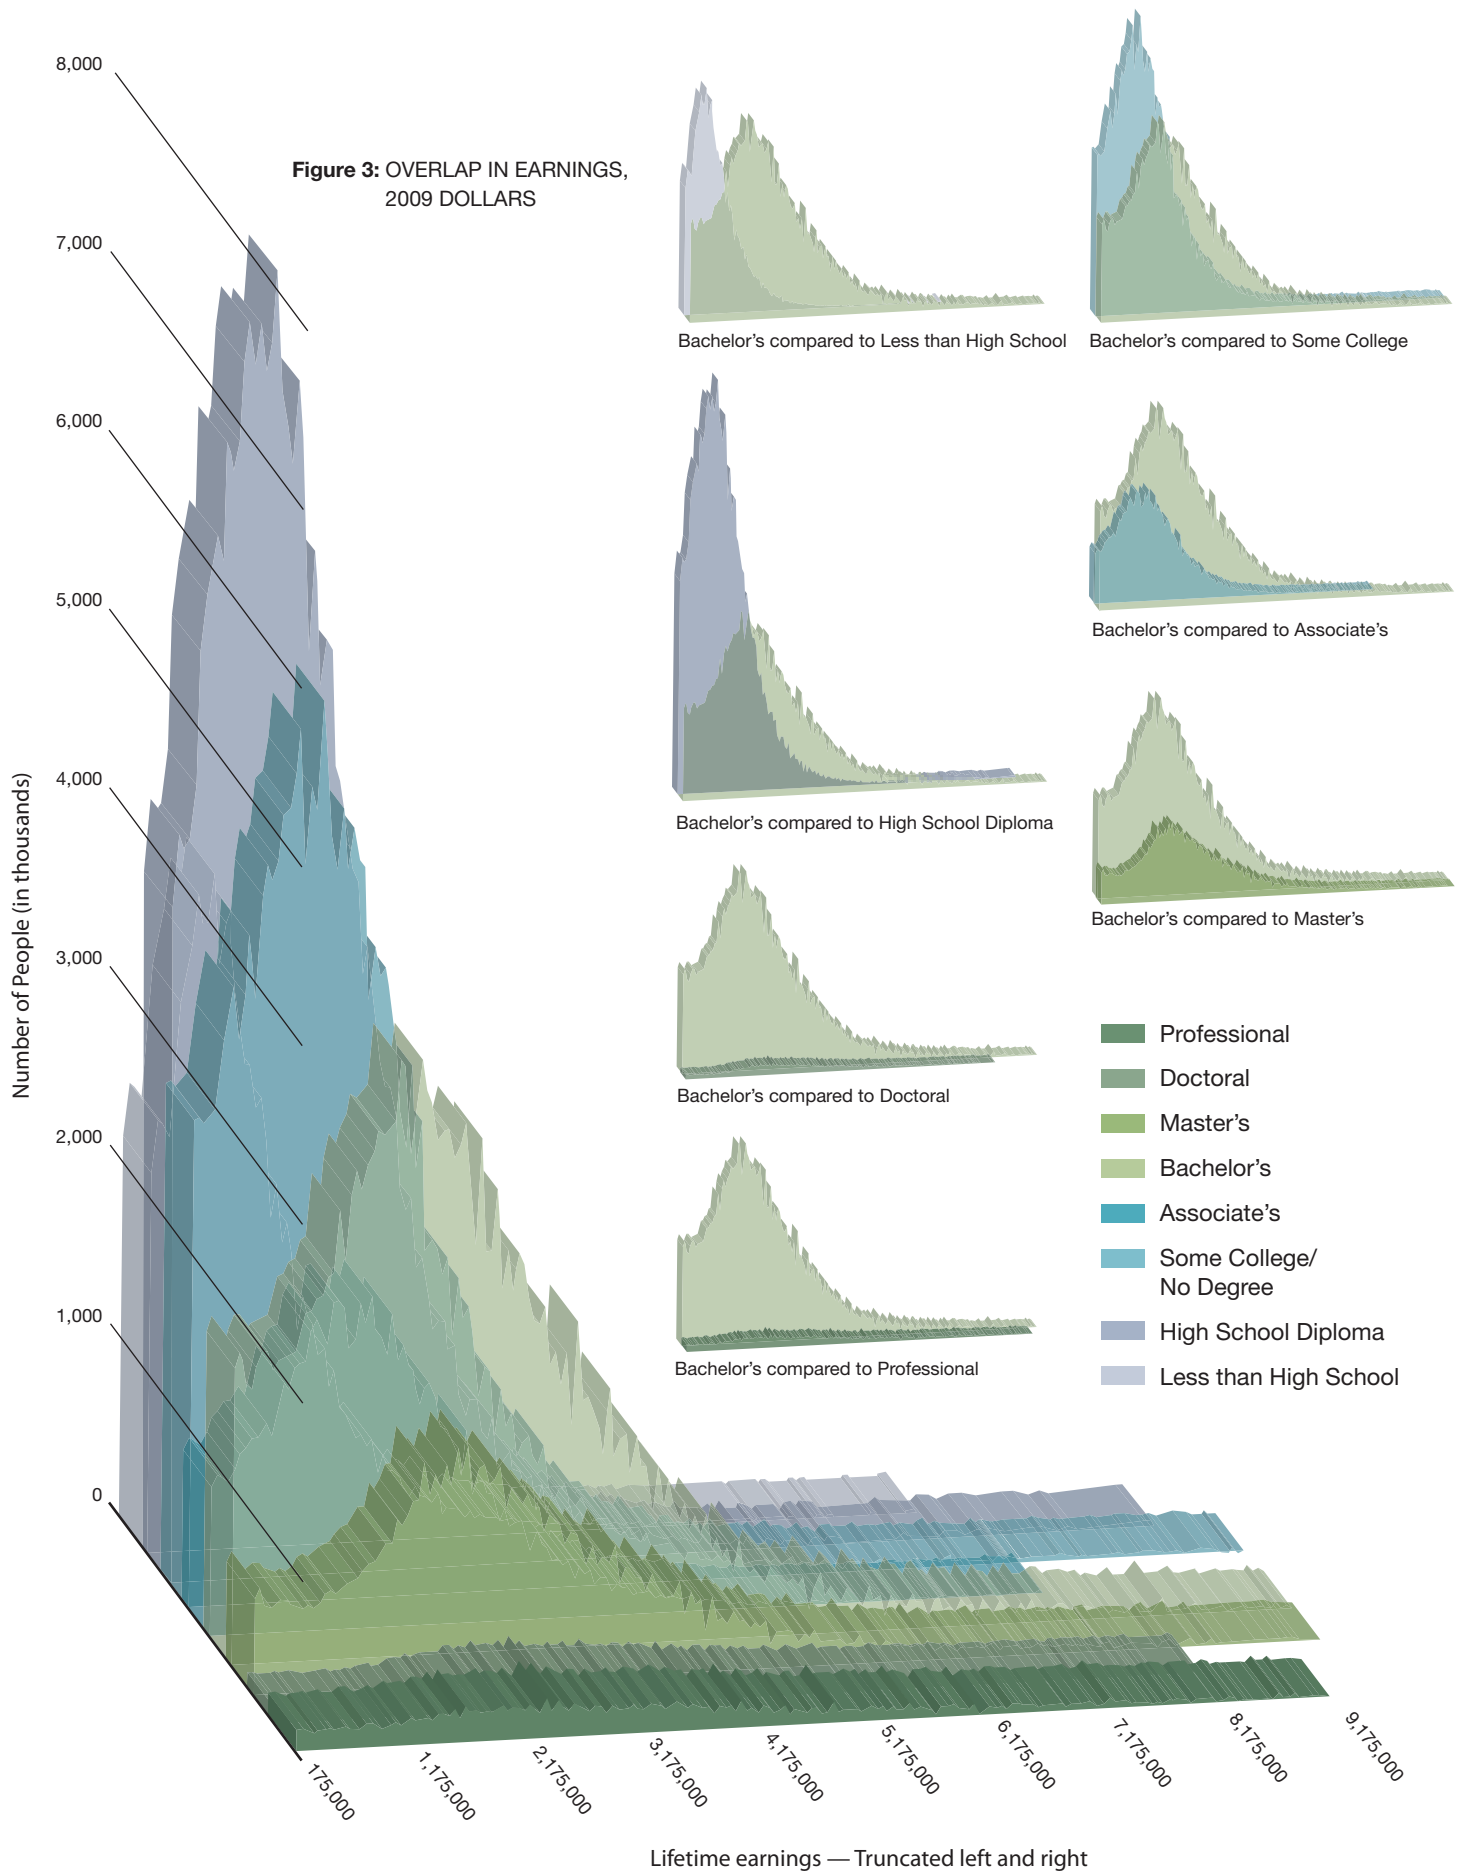 Figure 3: OVERLAP IN EARNINGS,
2009 DOLLARS
Number of People (in thousands)
8,000
7,000
6,000
5,000
4,000
3,000
2,000
1,000
0
175,000
1,175,000
2,175,000
3,175,000
4,175,000
5,175,000
6,175,000
7,175,000
8,175,000
9,175,000
Lifetime earnings — Truncated left and right
Bachelor’s compared to Less than High School
Bachelor’s compared to Some College
Bachelor’s compared to High School Diploma
Bachelor’s compared to Associate’s
Bachelor’s compared to Master’s
Bachelor’s compared to Doctoral
Bachelor’s compared to Professional
Professional
Doctoral
Master’s
Bachelor’s
Associate’s
Some College/
No Degree
High School Diploma
Less than High School